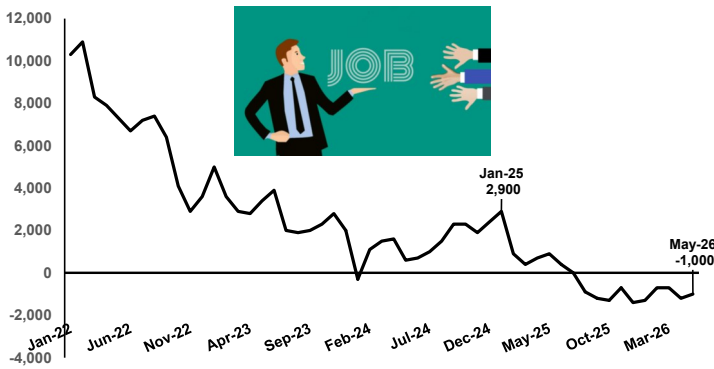 12,000
10,000
8,000
6,000
4,000
2,000
0
-2,000
-4,000
JOB
Jan-25
2,900
May-26
-1,000
Jan-22
Jun-22
Nov-22
Apr-23
Sep-23
Feb-24
Jul-24
Dec-24
May-25
Oct-25
Mar-26